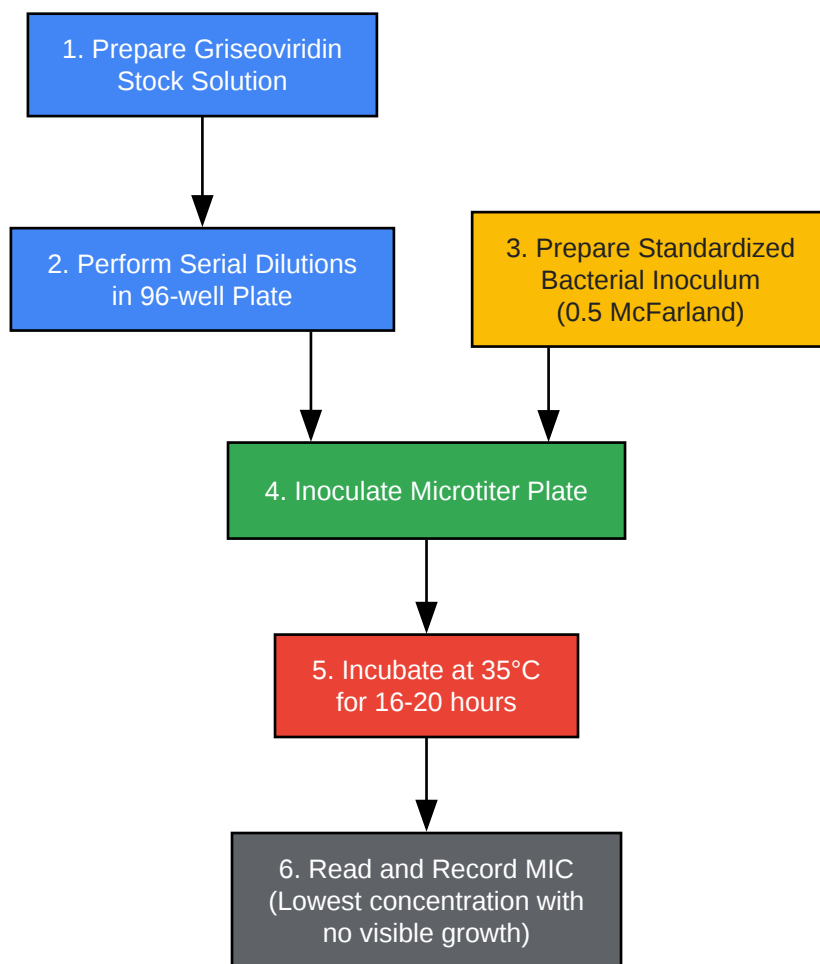 1. Prepare Griseoviridin
Stock Solution
2. Perform Serial Dilutions
in 96-well Plate
3. Prepare Standardized
Bacterial Inoculum
(0.5 McFarland)
4. Inoculate Microtiter Plate
5. Incubate at 35°C
for 16-20 hours
6. Read and Record MIC
(Lowest concentration with
no visible growth)